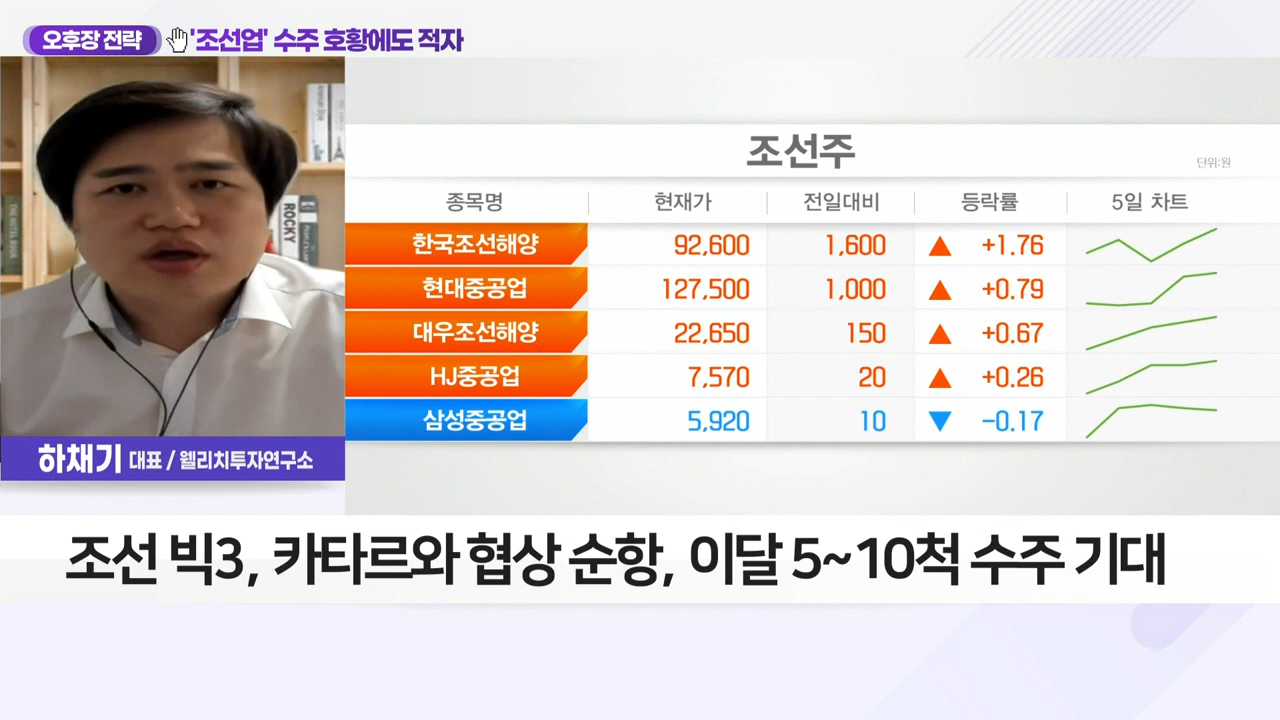 오후장 전략 '조선업' 수주 호황에도 적자
ROCKY
하채기 대표 / 웰리치투자연구소
조선주
단위:원
종목명 현재가 전일대비 등락률 5일 차트
한국조선해양 92,600 1,600 ▲ +1.76
현대중공업 127,500 1,000 ▲ +0.79
대우조선해양 22,650 150 ▲ +0.67
HJ중공업 7,570 20 ▲ +0.26
삼성중공업 5,920 10 ▼ -0.17
조선 빅3, 카타르와 협상 순항, 이달 5~10척 수주 기대